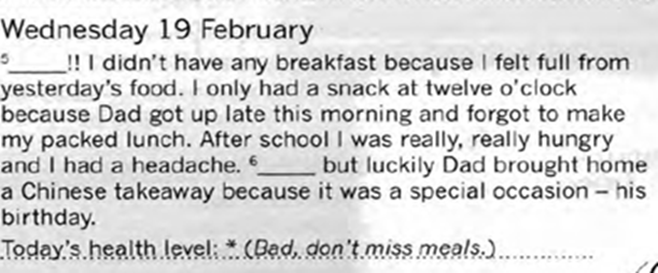 Wednesday 19 February
5_____!! I didn't have any breakfast because I felt full from
yesterday's food. I only had a snack at twelve o'clock
because Dad got up late this morning and forgot to make
my packed lunch. After school I was really, really hungry
and I had a headache. 6_____ but luckily Dad brought home
a Chinese takeaway because it was a special occasion – his
birthday.
Today's health level: * (Bad, don't miss meals.)